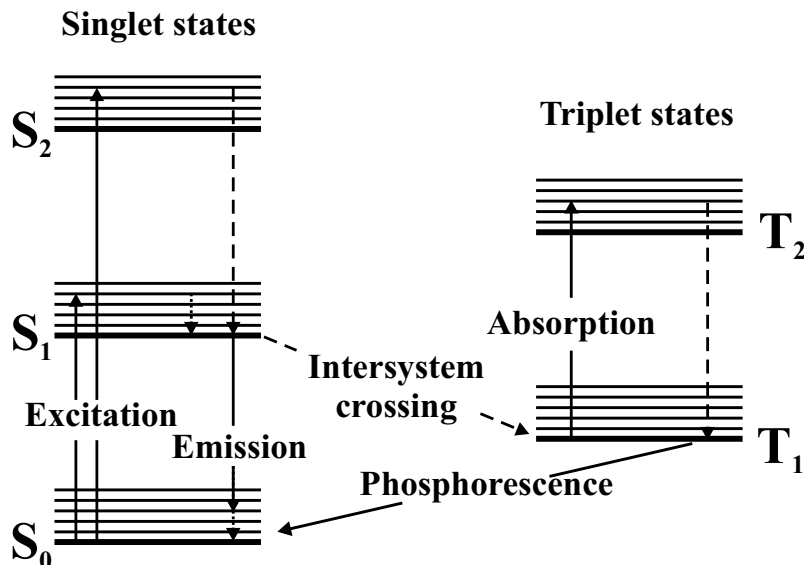 Singlet states
S2
Triplet states
T2
S1
Absorption
Intersystem
crossing
Excitation
Emission
T1
Phosphorescence
S0